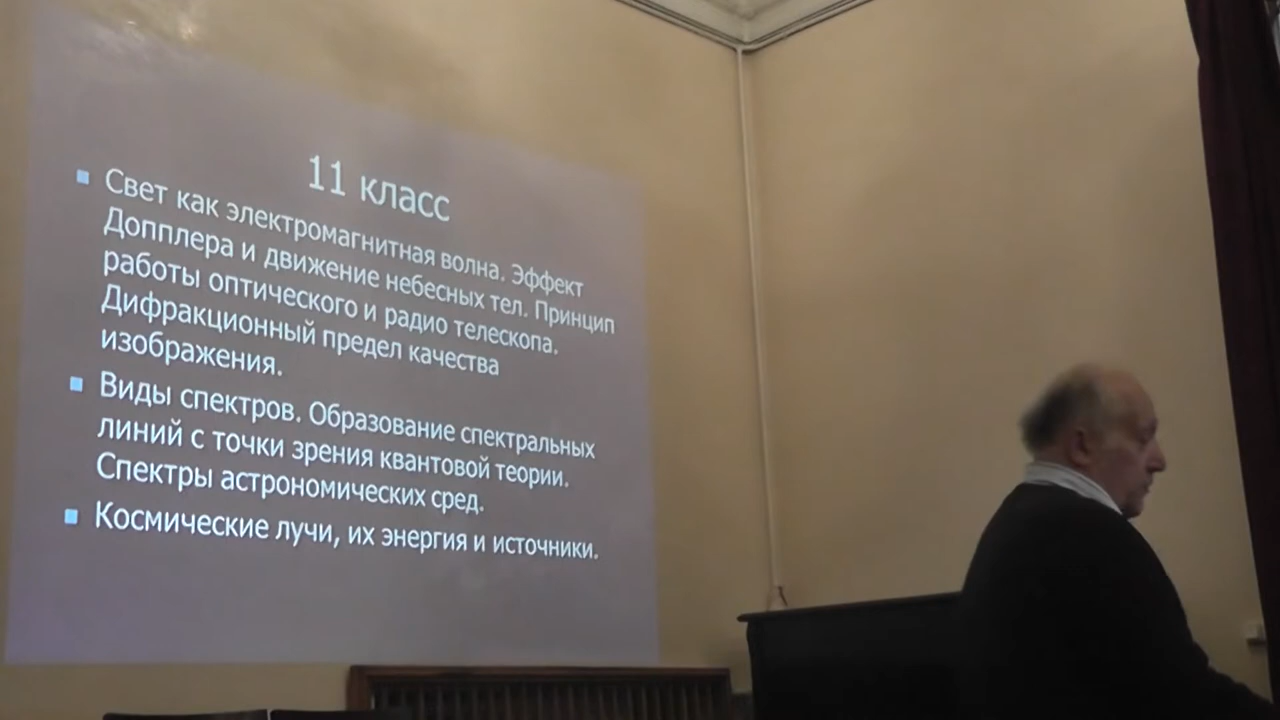 11 класс
Свет как электромагнитная волна. Эффект
Допплера и движение небесных тел. Принцип
работы оптического и радио телескопа.
Дифракционный предел качества
изображения.
Виды спектров. Образование спектральных
линий с точки зрения квантовой теории.
Спектры астрономических сред.
Космические лучи, их энергия и источники.